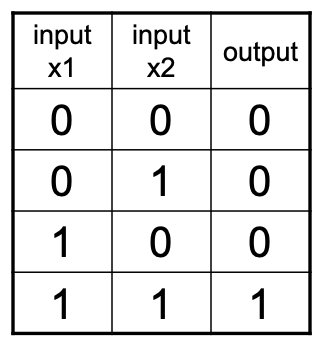 input x1 input x2 output
0 0 0
0 1 0
1 0 0
1 1 1